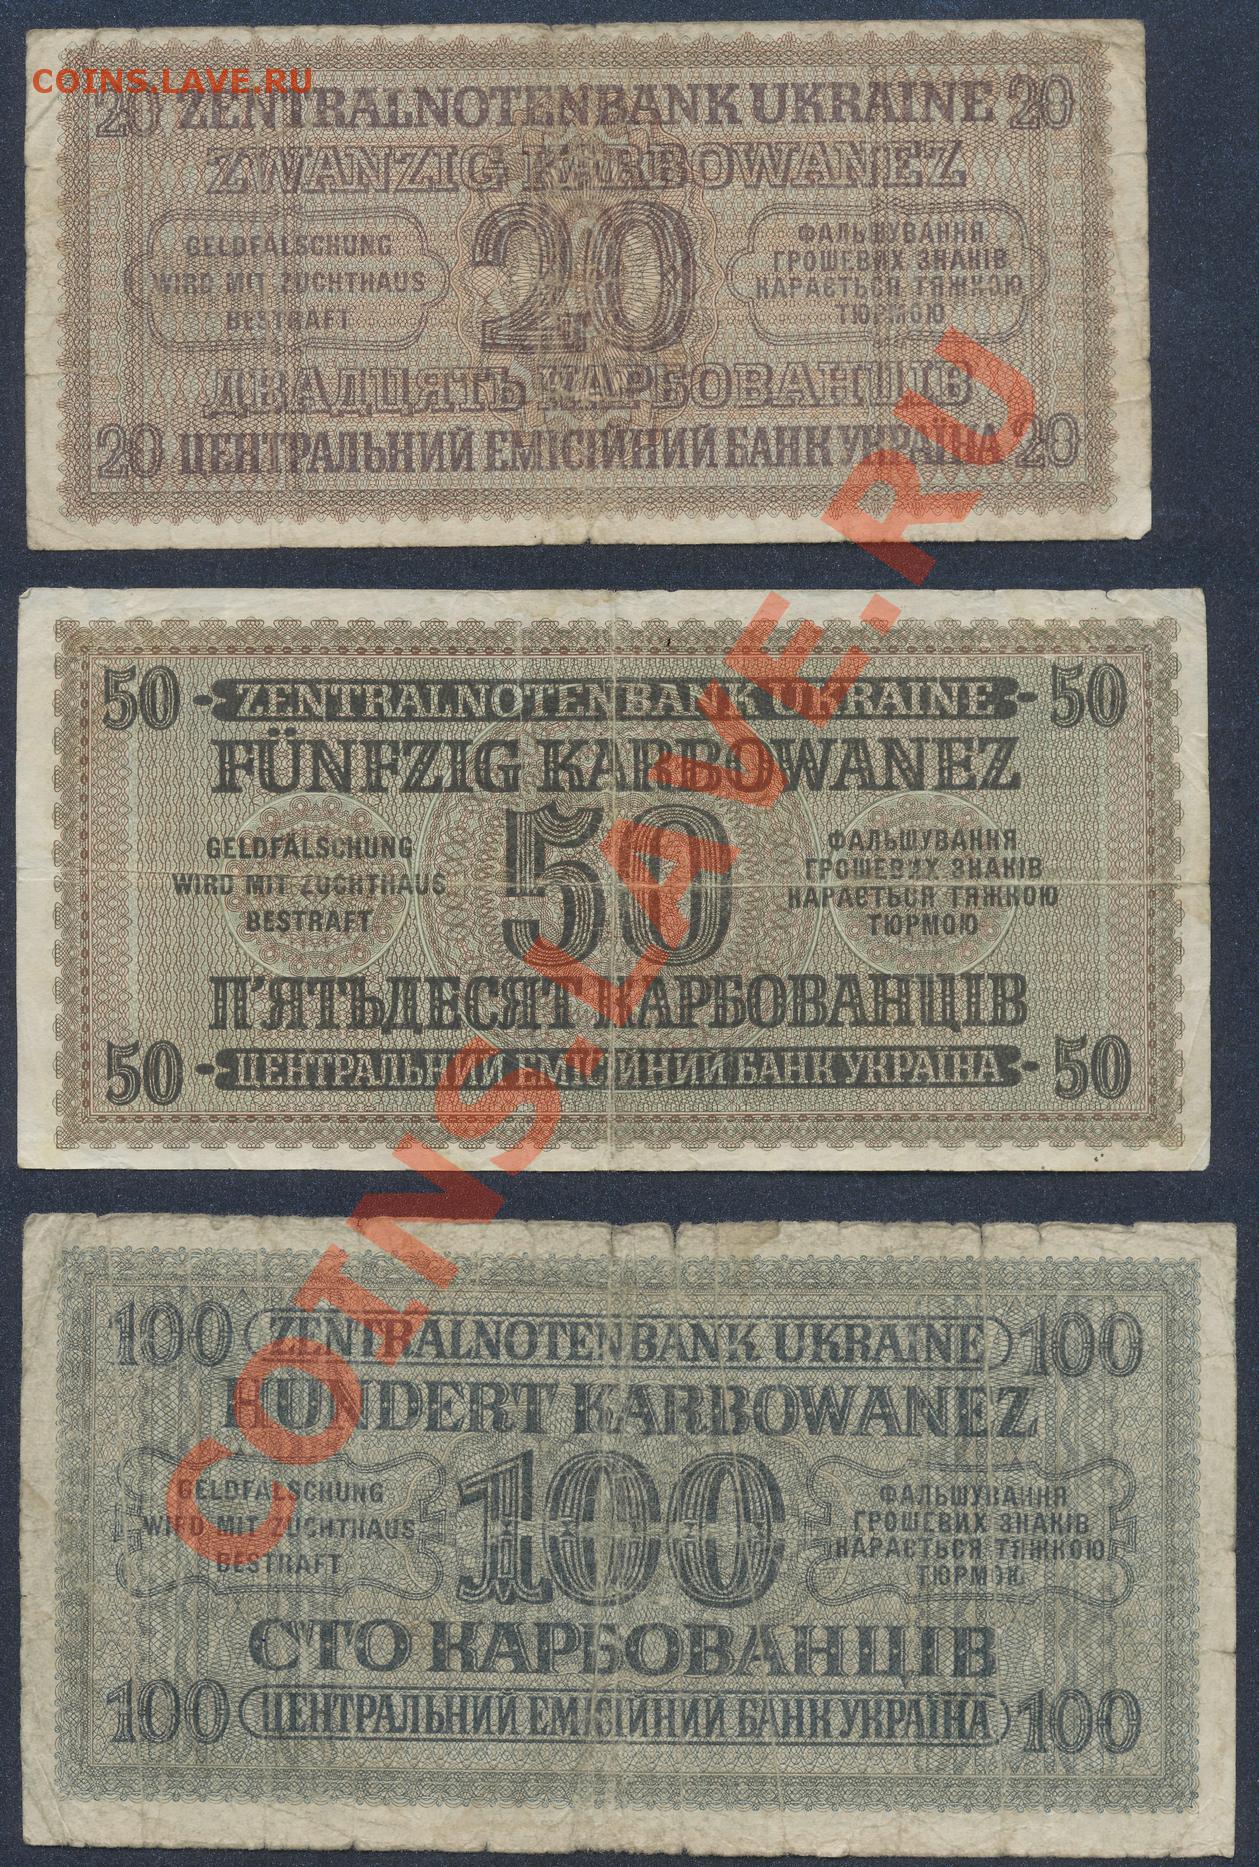 COINS.LAVE.RU
20 ZENTRALNOTENBANK UKRAINE 20
ZWANZIG KARBOWANEZ
GELDFÄLSCHUNG
WIRD MIT ZUCHTHAUS
BESTRAFT
20
ФАЛЬШУВАННЯ
ГРОШЕВИХ ЗНАКІВ
КАРАЄТЬСЯ ТЯЖКОЮ
ТЮРМОЮ
ДВАДЦЯТЬ КАРБОВАНЦІВ
20 ЦЕНТРАЛЬНИЙ ЕМІСІЙНИЙ БАНК УКРАЇНА 20
50 ZENTRALNOTENBANK UKRAINE 50
FÜNFZIG KARBOWANEZ
GELDFÄLSCHUNG
WIRD MIT ZUCHTHAUS
BESTRAFT
50
ФАЛЬШУВАННЯ
ГРОШЕВИХ ЗНАКІВ
КАРАЄТЬСЯ ТЯЖКОЮ
ТЮРМОЮ
П'ЯТЬДЕСЯТ КАРБОВАНЦІВ
50 ЦЕНТРАЛЬНИЙ ЕМІСІЙНИЙ БАНК УКРАЇНА 50
100 ZENTRALNOTENBANK UKRAINE 100
HUNDERT KARBOWANEZ
GELDFÄLSCHUNG
WIRD MIT ZUCHTHAUS
BESTRAFT
100
ФАЛЬШУВАННЯ
ГРОШЕВИХ ЗНАКІВ
КАРАЄТЬСЯ ТЯЖКОЮ
ТЮРМОЮ
СТО КАРБОВАНЦІВ
100 ЦЕНТРАЛЬНИЙ ЕМІСІЙНИЙ БАНК УКРАЇНА 100
COINS.LAVE.RU